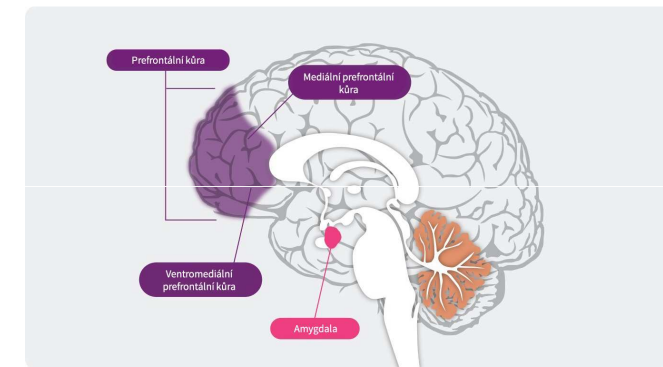 Prefrontální kůra
Mediální prefrontální
kůra
Ventromediální
prefrontální kůra
Amygdala